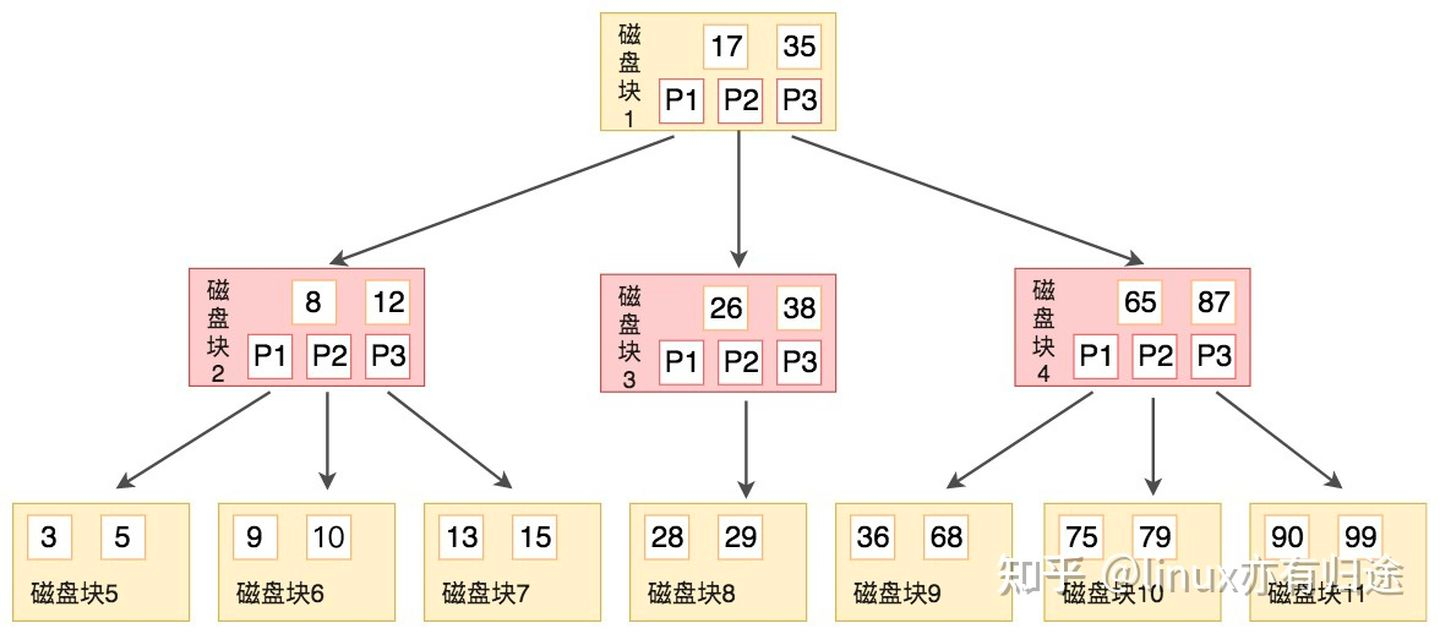 磁盘块1
17 35
P1 P2 P3
磁盘块2
8 12
P1 P2 P3
磁盘块3
26 38
P1 P2 P3
磁盘块4
65 87
P1 P2 P3
3 5
磁盘块5
9 10
磁盘块6
13 15
磁盘块7
28 29
磁盘块8
36 68
磁盘块9
75 79
磁盘块10
90 99
磁盘块11
知乎 @linux亦有归途